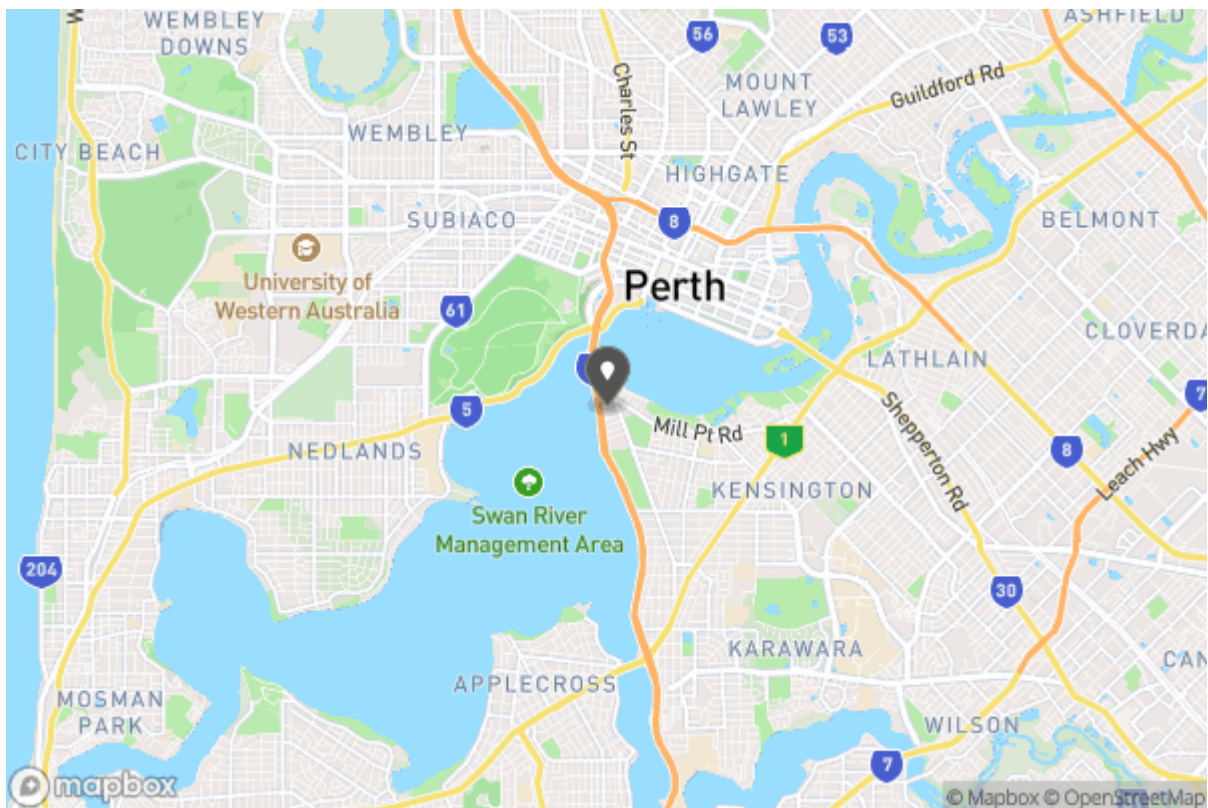 WEMBLEY
DOWNS
56
53
ASHFIELD
MOUNT
LAWLEY
Guildford Rd
Charles St
WEMBLEY
CITY BEACH
HIGHGATE
SUBIACO
8
BELMONT
University of
Western Australia
Perth
61
CLOVERDA
LATHLAIN
5
Mill Pt Rd
1
Shepperton Rd
7
8
Leach Hwy
NEDLANDS
KENSINGTON
Swan River
Management Area
204
30
KARAWARA
CAN
APPLECROSS
MOSMAN
PARK
WILSON
7
mapbox
© Mapbox © OpenStreetMap